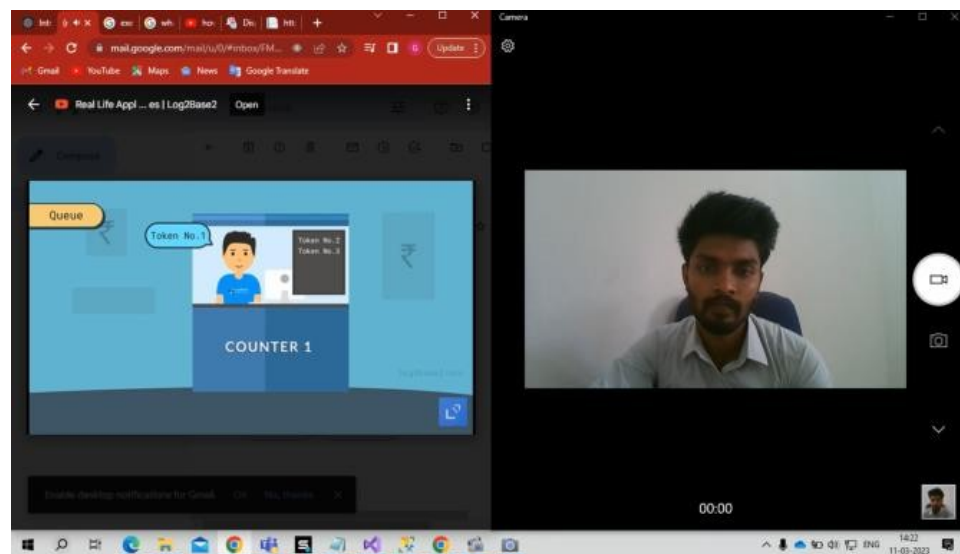 Camera
Update
mail.google.com/mail/u/0/#inbox/FM...
Gmail YouTube Maps News Google Translate
Real Life Appl ... es | Log2Base2 Open
Compose
Queue
Token No.1
Token No.2
Token No.3
COUNTER 1
Enable desktop notifications for Gmail. OK No, thanks X
00:00
ENG
14:22
11-03-2023